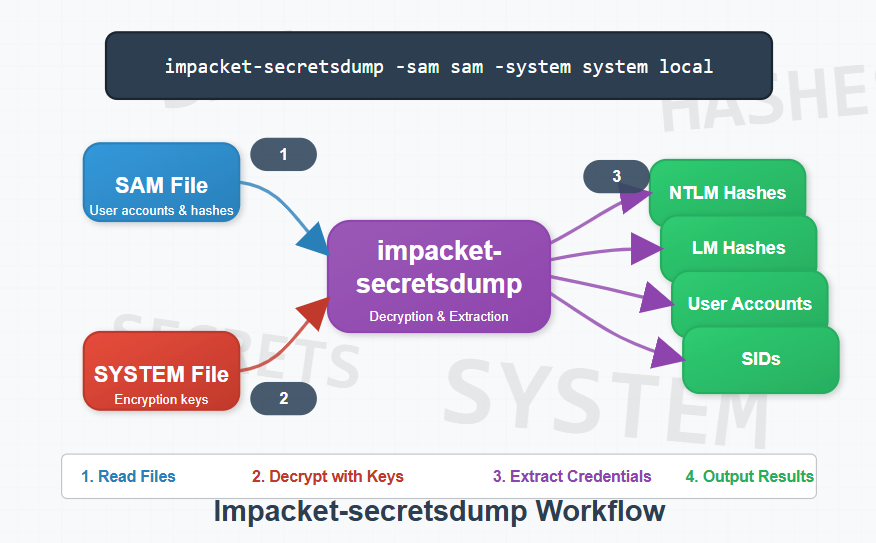 impacket-secretsdump -sam sam -system system local
HASHE
1
SAM File
User accounts & hashes
3
NTLM Hashes
LM Hashes
impacket-
secretsdump
Decryption & Extraction
User Accounts
SIDs
SECRETS
SYSTEM File
Encryption keys
2
SYSTEM
1. Read Files
2. Decrypt with Keys
3. Extract Credentials
4. Output Results
Impacket-secretsdump Workflow